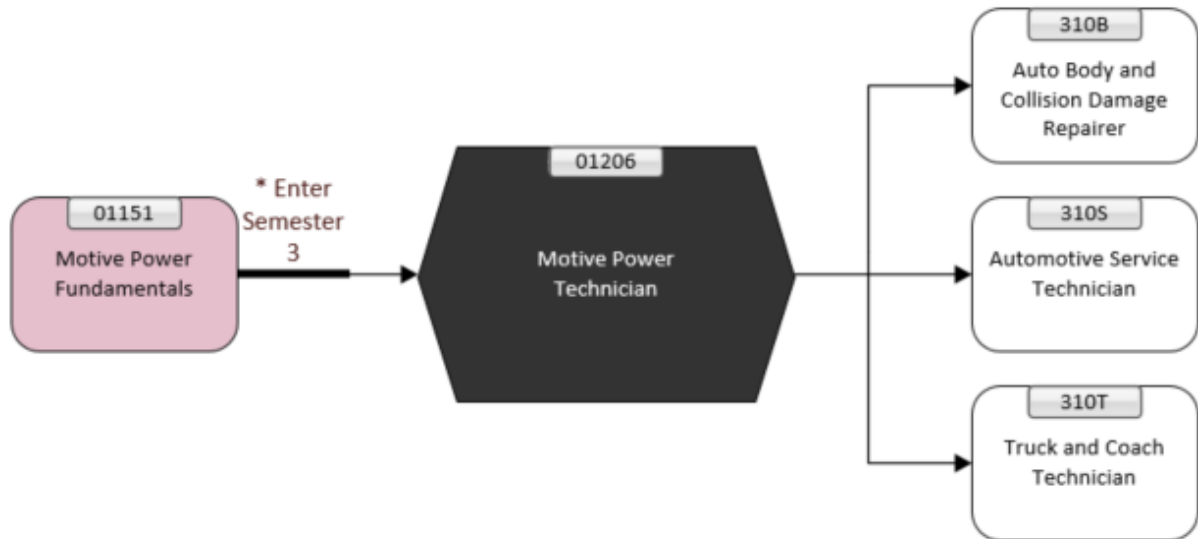 01151
Motive Power
Fundamentals
* Enter
Semester
3
01206
Motive Power
Technician
310B
Auto Body and
Collision Damage
Repairer
310S
Automotive Service
Technician
310T
Truck and Coach
Technician